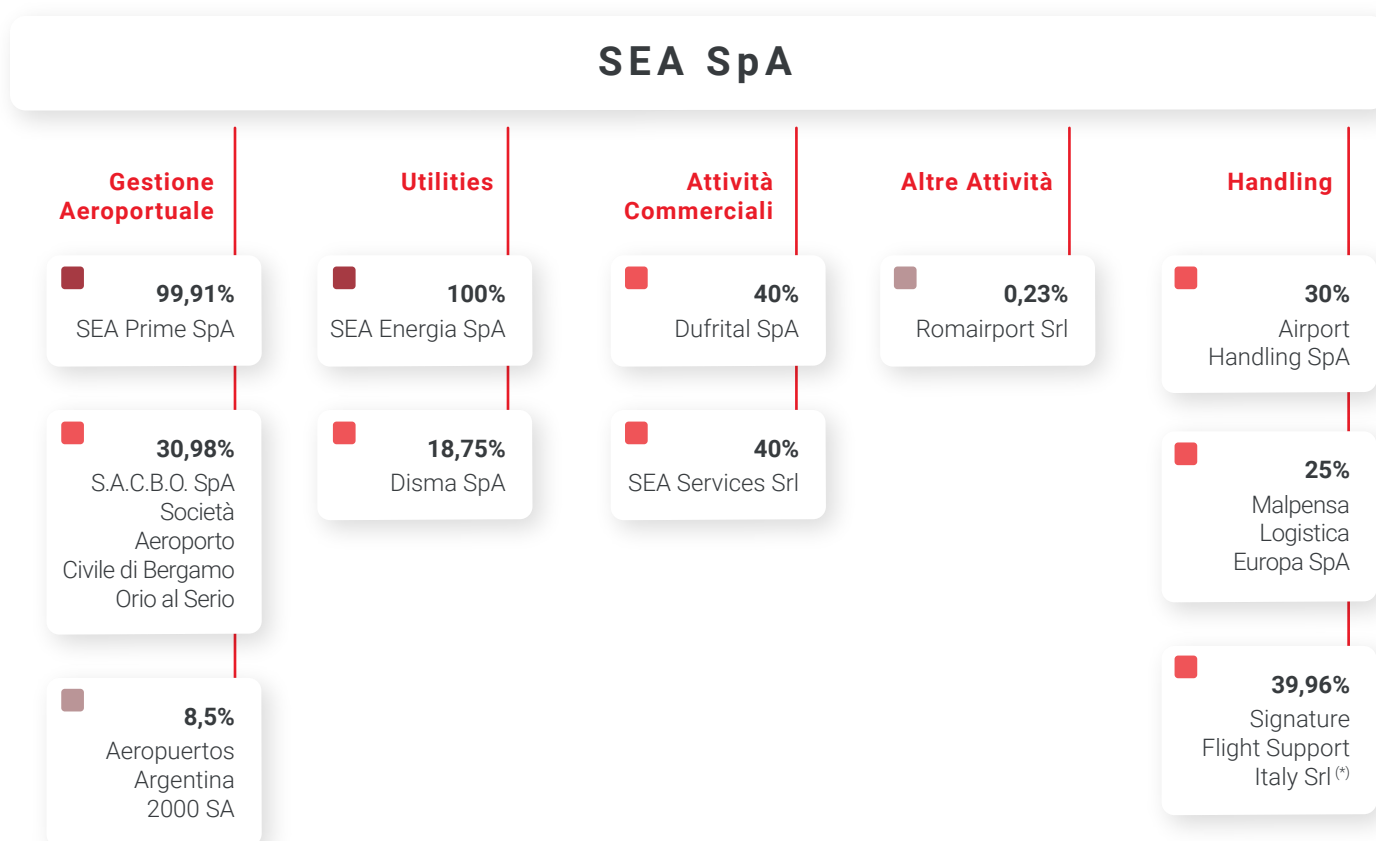 SEA SpA
Gestione
Aeroportuale
99,91%
SEA Prime SpA
30,98%
S.A.C.B.O. SpA
Società
Aeroporto
Civile di Bergamo
Orio al Serio
8,5%
Aeropuertos
Argentina
2000 SA
Utilities
100%
SEA Energia SpA
18,75%
Disma SpA
Attività
Commerciali
40%
Dufrital SpA
40%
SEA Services Srl
Altre Attività
0,23%
Romairport Srl
Handling
30%
Airport
Handling SpA
25%
Malpensa
Logistica
Europa SpA
39,96%
Signature
Flight Support
Italy Srl (*)